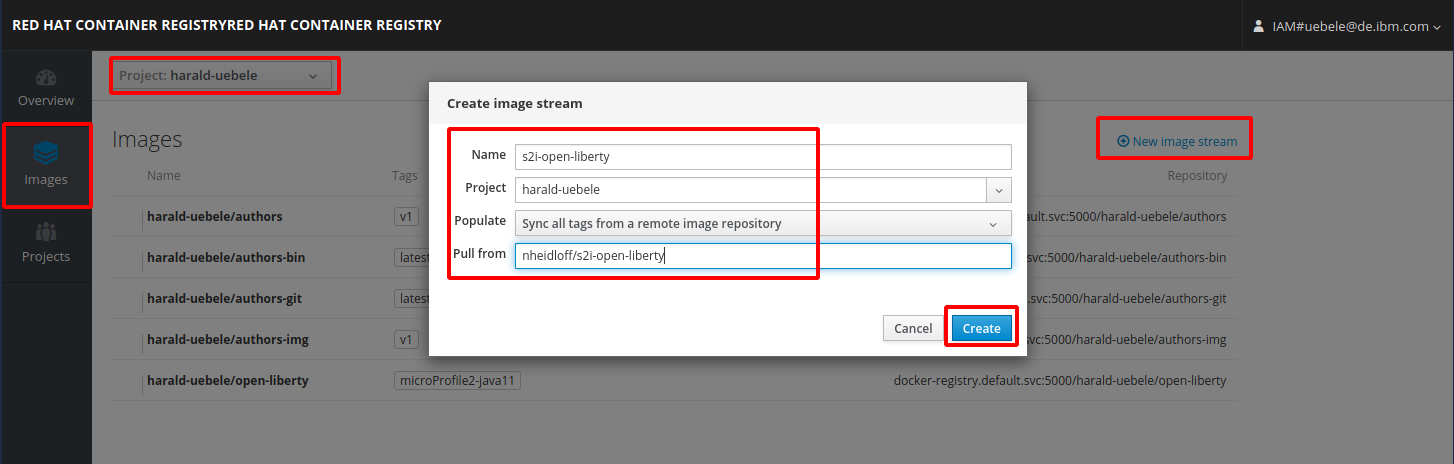 RED HAT CONTAINER REGISTRYRED HAT CONTAINER REGISTRY
IAM#uebele@de.ibm.com
Project: harald-uebele
Overview
Images
Projects
Images
New image stream
Name Tags Repository
harald-uebele/authors v1 ault.svc:5000/harald-uebele/authors
harald-uebele/authors-bin latest svc:5000/harald-uebele/authors-bin
harald-uebele/authors-git latest svc:5000/harald-uebele/authors-git
harald-uebele/authors-img v1 svc:5000/harald-uebele/authors-img
harald-uebele/open-liberty microProfile2-java11 docker-registry.default.svc:5000/harald-uebele/open-liberty
Create image stream
Name s2i-open-liberty
Project harald-uebele
Populate Sync all tags from a remote image repository
Pull from nheidloff/s2i-open-liberty
Cancel Create